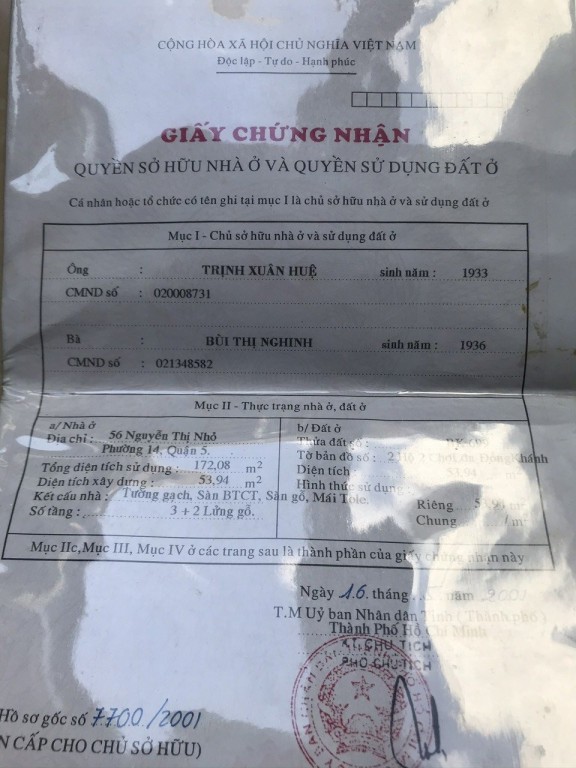 CỘNG HÒA XÃ HỘI CHỦ NGHĨA VIỆT NAM
Độc lập - Tự do - Hạnh phúc
GIẤY CHỨNG NHẬN
QUYỀN SỞ HỮU NHÀ Ở VÀ QUYỀN SỬ DỤNG ĐẤT Ở
Cá nhân hoặc tổ chức có tên ghi tại mục I là chủ sở hữu nhà ở và sử dụng đất ở
Mục I - Chủ sở hữu nhà ở và sử dụng đất ở
Ông : TRỊNH XUÂN HUỆ sinh năm : 1933
CMND số : 020008731
Bà : BÙI THỊ NGHINH sinh năm : 1936
CMND số : 021348582
Mục II - Thực trạng nhà ở, đất ở
a/ Nhà ở
Địa chỉ : 56 Nguyễn Thị Nhỏ
Phường 14, Quận 5.
Tổng diện tích sử dụng : 172,08 m2
Diện tích xây dựng : 53,94 m2
Kết cấu nhà : Tường gạch, Sàn BTCT, Sàn gỗ, Mái Tole.
Số tầng : 3 + 2 Lửng gỗ.
b/ Đất ở
Thửa đất số :
Tờ bản đồ số : Khánh
Diện tích 53,94
Hình thức sử dụng :
Riêng
Chung m2
Mục IIc, Mục III, Mục IV ở các trang sau là thành phần của giấy chứng nhận này
Ngày 16 tháng năm 2001
T.M Uỷ ban Nhân dân Tỉnh ( Thành phố )
Thành Phố Hồ Chí Minh
KT CHỦ TỊCH
PHÓ CHỦ TỊCH
Hồ sơ gốc số 7700/2001
N CẤP CHO CHỦ SỞ HỮU)